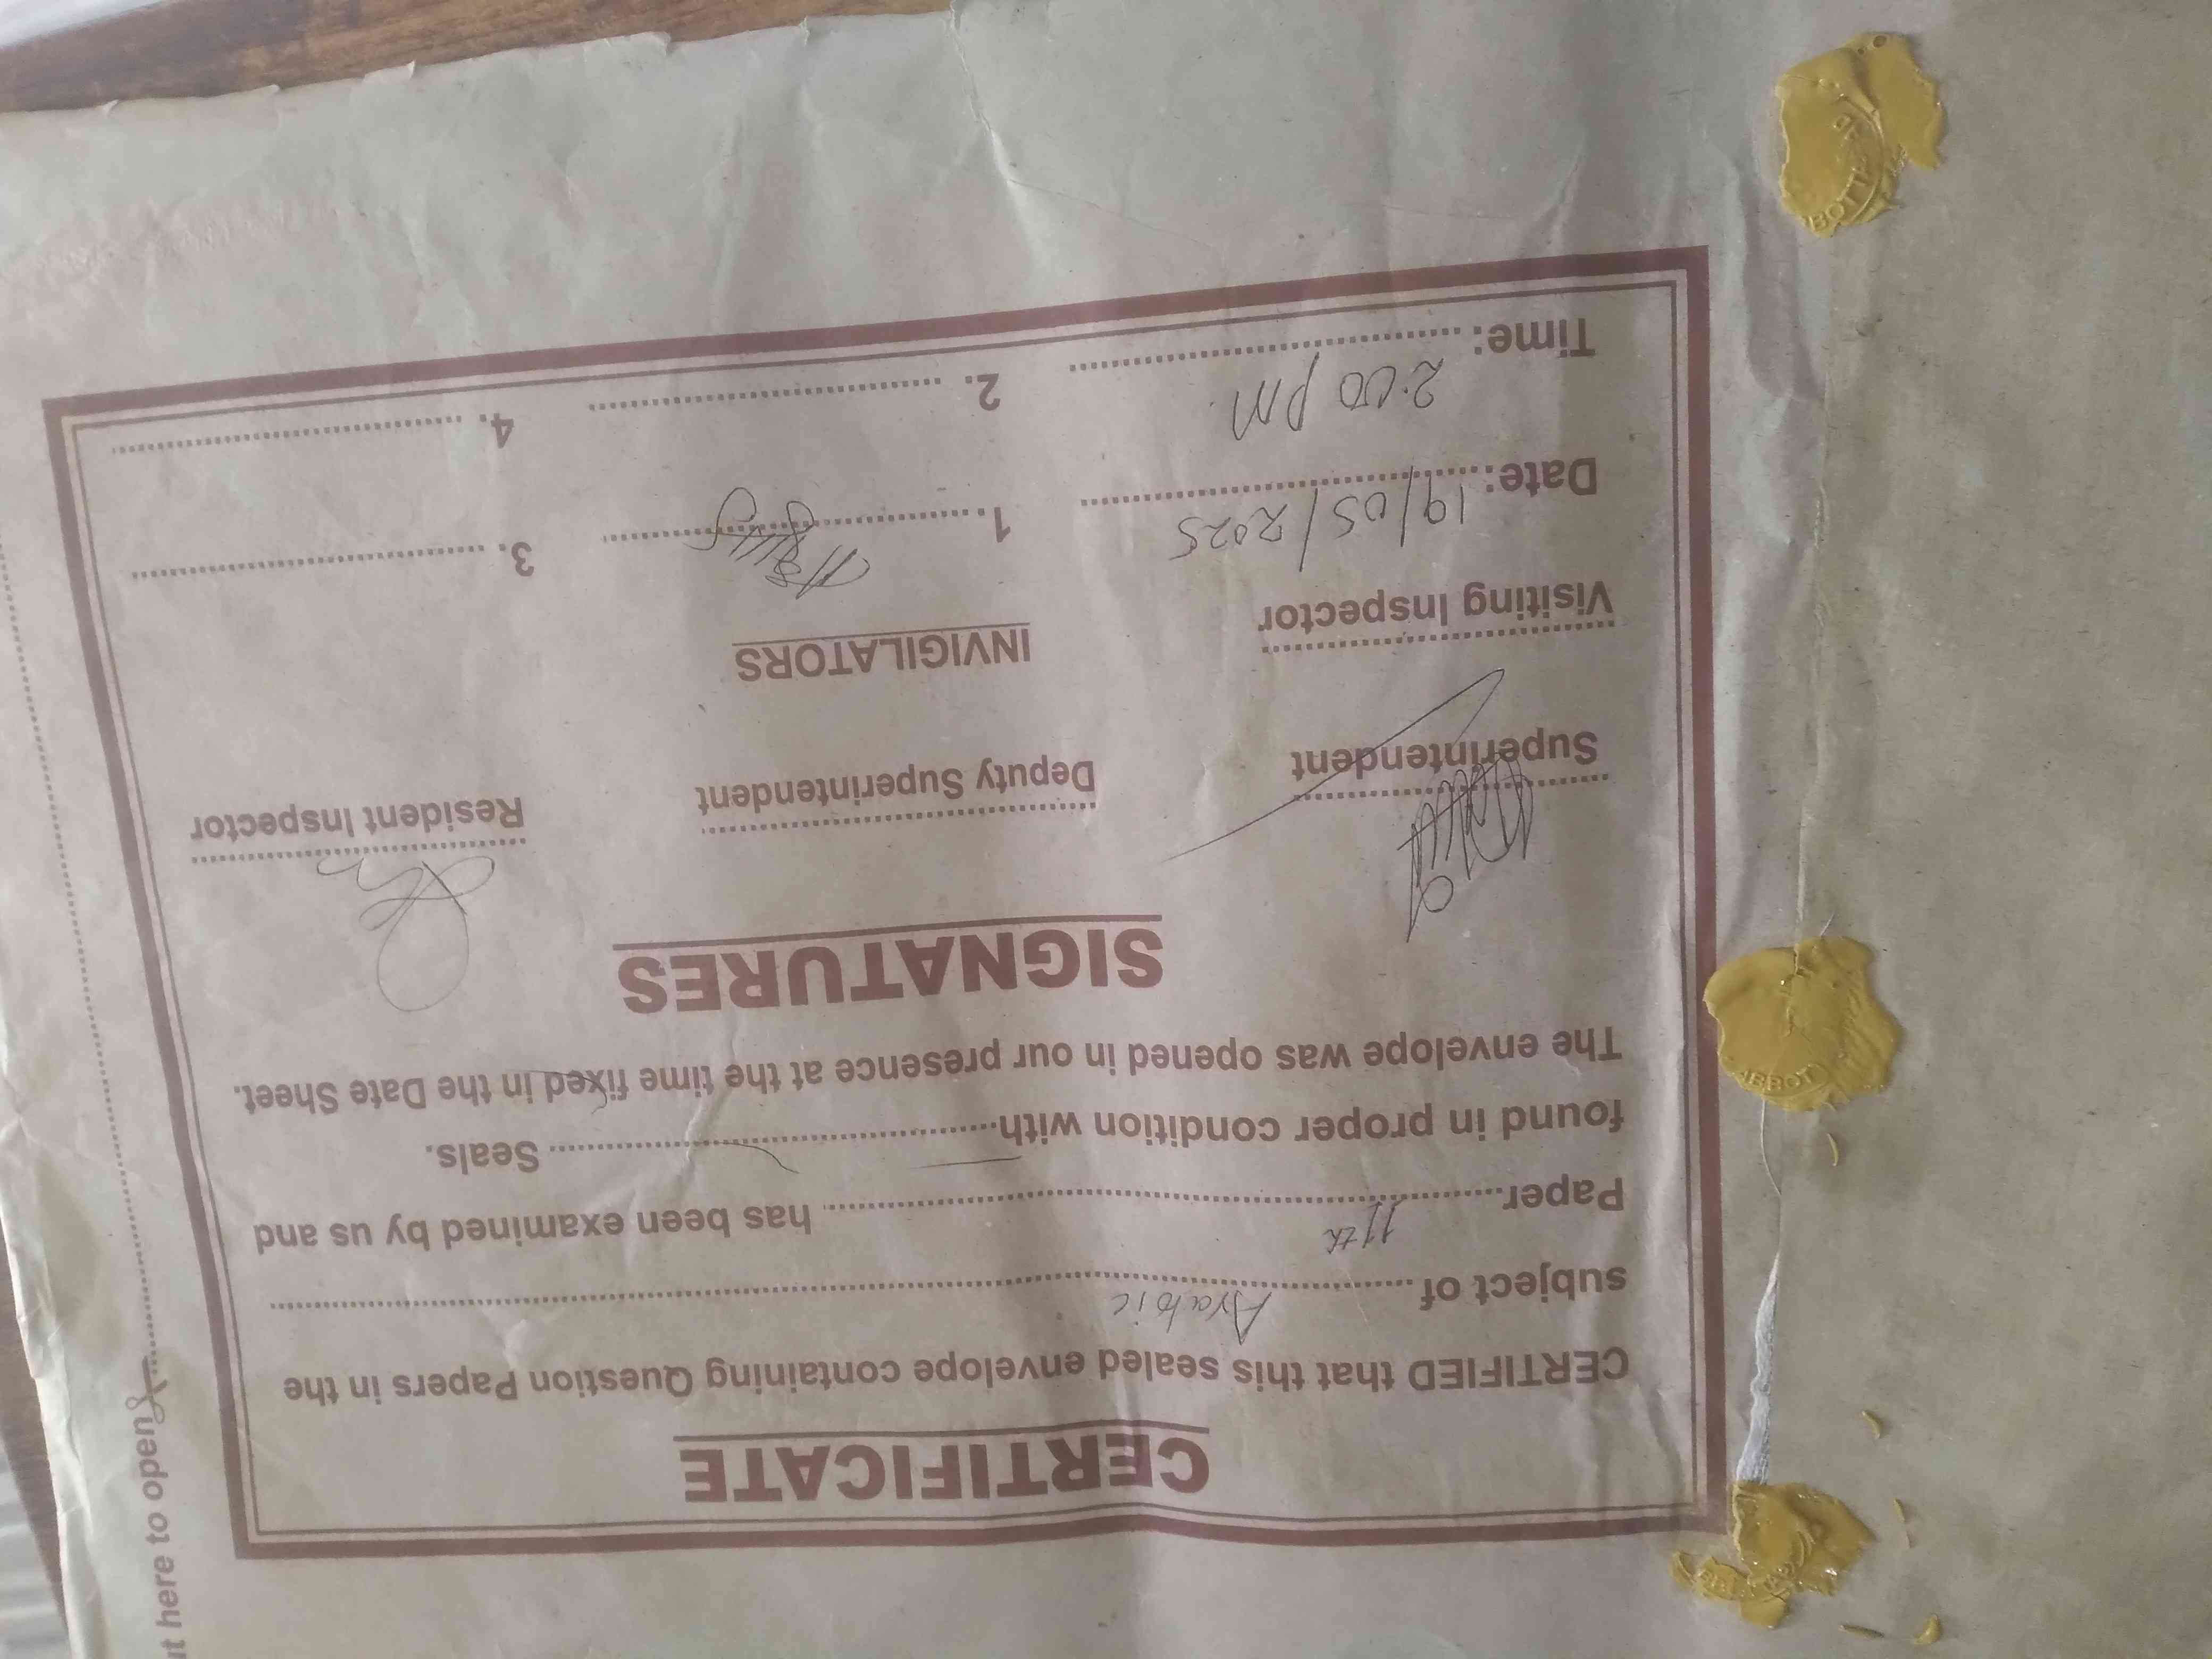 CERTIFICATE
CERTIFIED that this sealed envelope containing Question Papers in the
subject of Arabic
Paper 11th has been examined by us and
found in proper condition with Seals.
The envelope was opened in our presence at the time fixed in the Date Sheet.
SIGNATURES
Superintendent Deputy Superintendent Resident Inspector
Visiting Inspector INVIGILATORS
Date: 19/05/2025 1. 3.
Time: 2:00 PM. 2. 4.
here to open